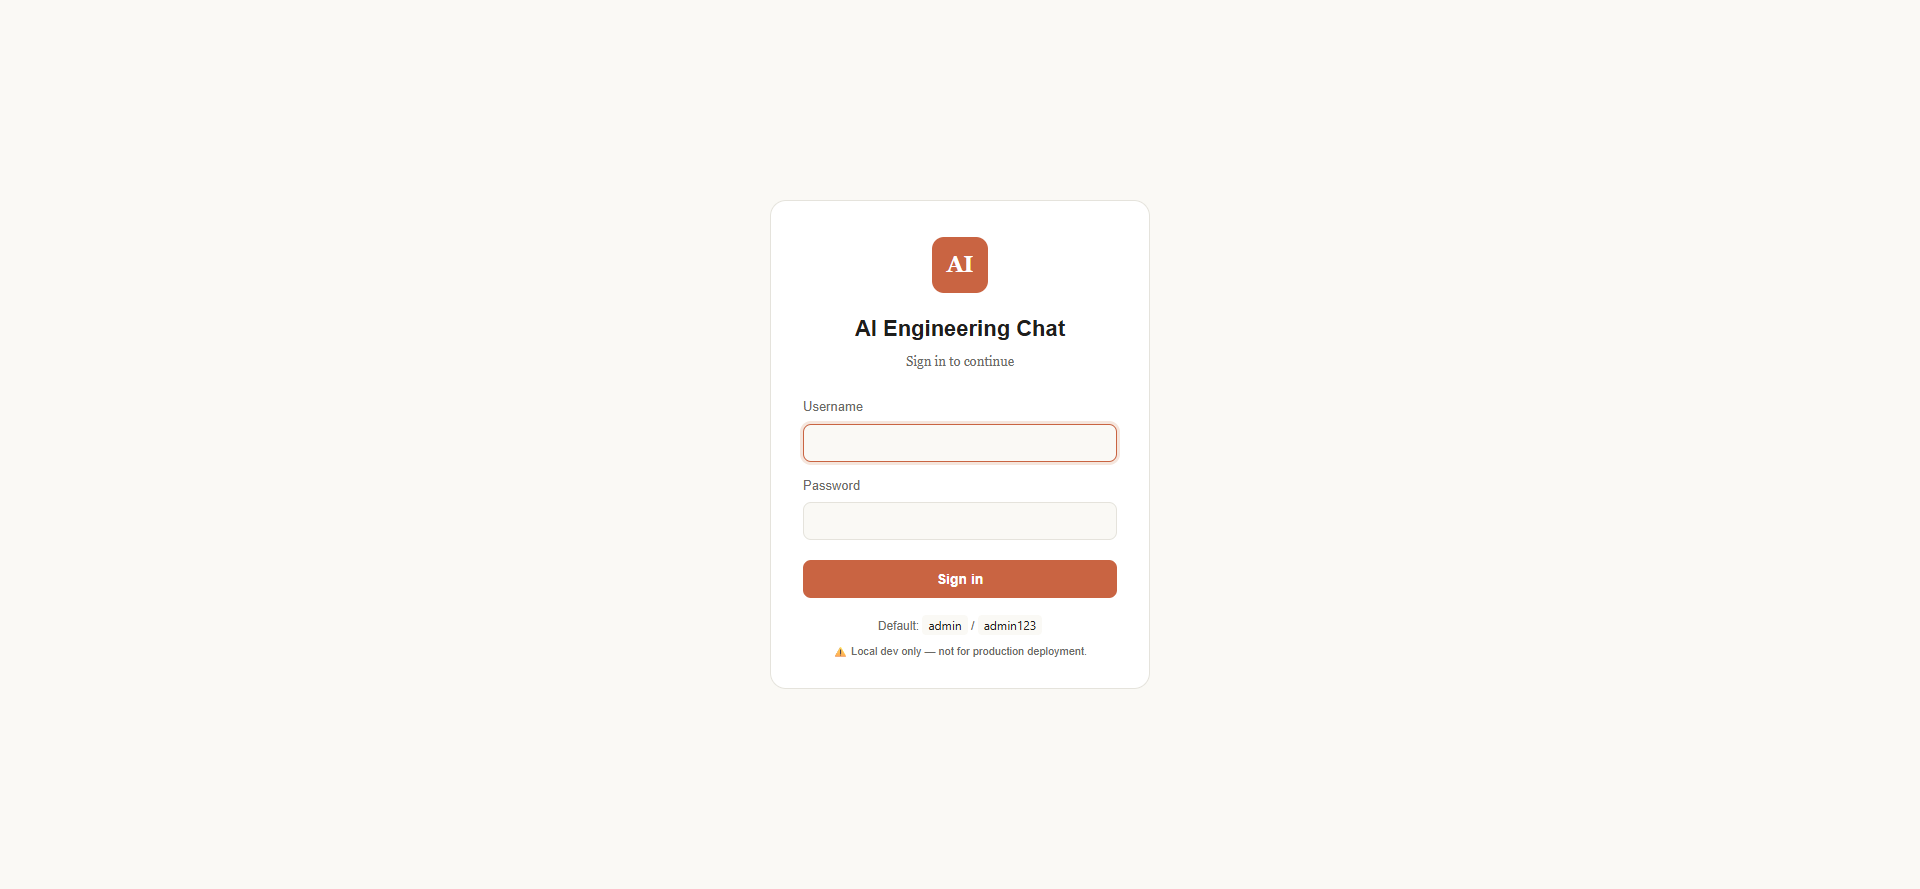 AI
AI Engineering Chat
Sign in to continue
Username
Password
Sign in
Default: admin / admin123
⚠️ Local dev only — not for production deployment.